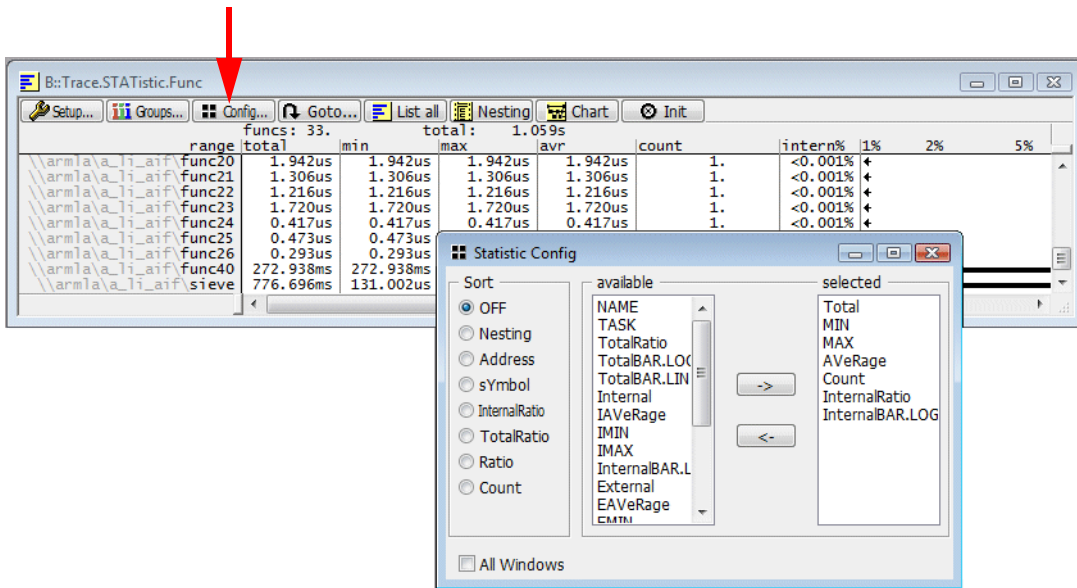 B::Trace.STATistic.Func
Setup... Groups... Config... Goto... List all Nesting Chart Init
funcs: 33. total: 1.059s
range total min max avr count intern% 1% 2% 5%
\\armla\a_li_aif\func20 1.942us 1.942us 1.942us 1.942us 1. <0.001%
\\armla\a_li_aif\func21 1.306us 1.306us 1.306us 1.306us 1. <0.001%
\\armla\a_li_aif\func22 1.216us 1.216us 1.216us 1.216us 1. <0.001%
\\armla\a_li_aif\func23 1.720us 1.720us 1.720us 1.720us 1. <0.001%
\\armla\a_li_aif\func24 0.417us 0.417us 0.417us 0.417us 1. <0.001%
\\armla\a_li_aif\func25 0.473us 0.473us
\\armla\a_li_aif\func26 0.293us 0.293us
\\armla\a_li_aif\func40 272.938ms 272.938ms
\\armla\a_li_aif\sieve 776.696ms 131.002us
Statistic Config
Sort
OFF
Nesting
Address
sYmbol
InternalRatio
TotalRatio
Ratio
Count
available
NAME
TASK
TotalRatio
TotalBAR.LOG
TotalBAR.LIN
Internal
IAVeRage
IMIN
IMAX
InternalBAR.L
External
EAVeRage
EMIN
->
<-
selected
Total
MIN
MAX
AVeRage
Count
InternalRatio
InternalBAR.LOG
All Windows